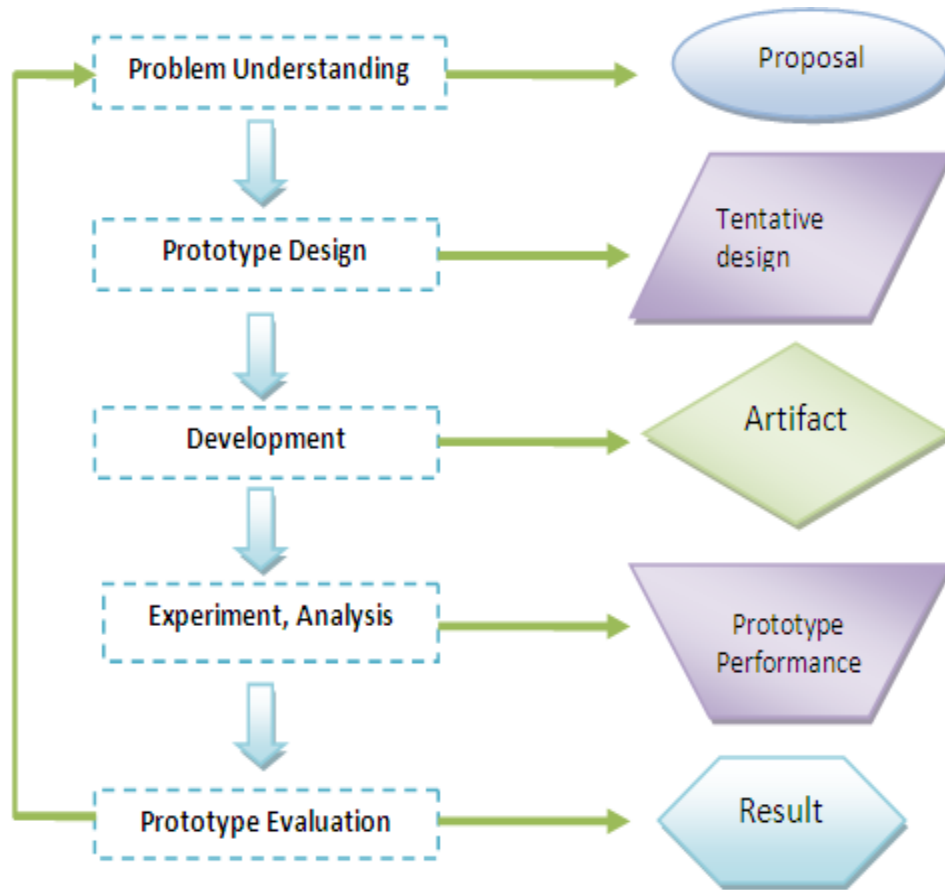 Problem Understanding
Proposal
Prototype Design
Tentative
design
Development
Artifact
Experiment, Analysis
Prototype
Performance
Prototype Evaluation
Result